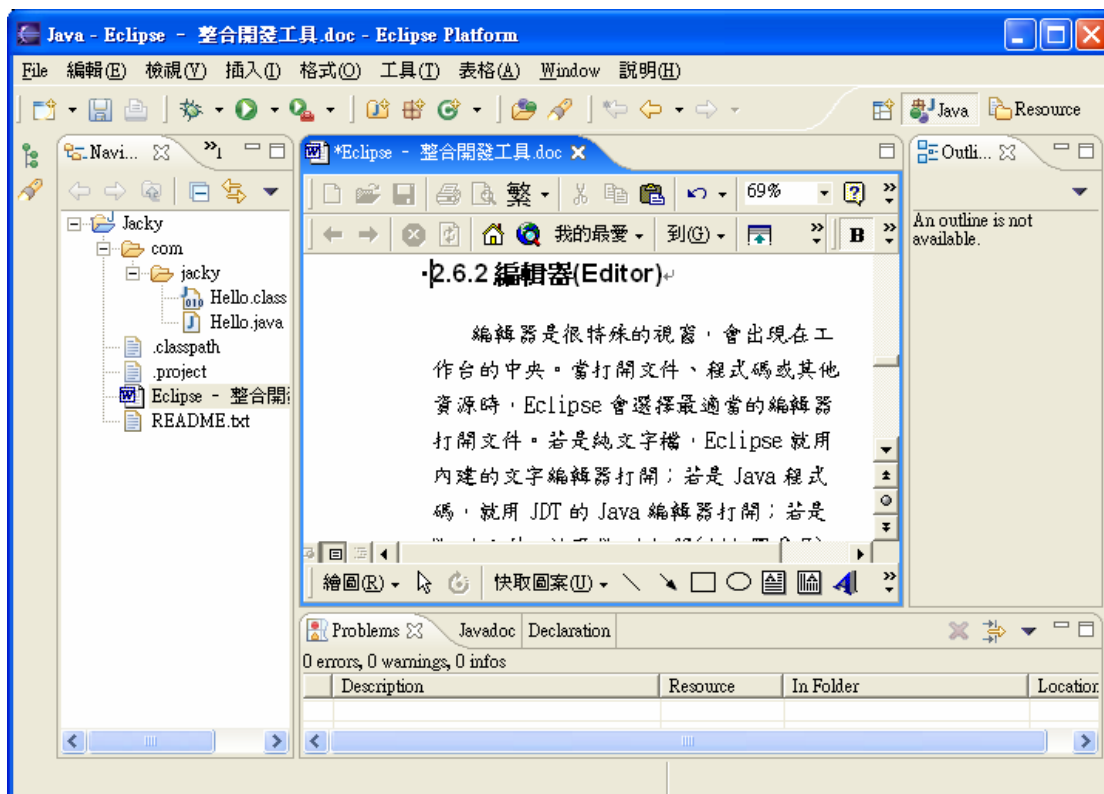 Java - Eclipse - 整合開發工具.doc - Eclipse Platform
File 編輯(E) 檢視(V) 插入(I) 格式(O) 工具(T) 表格(A) Window 說明(H)
Java Resource
Navi... »1
*Eclipse - 整合開發工具.doc
Outli...
繁 69%
我的最愛 到(G) B
An outline is not
available.
Jacky
com
jacky
Hello.class
Hello.java
.classpath
.project
Eclipse - 整合開
README.txt
2.6.2 編輯器(Editor)
編輯器是很特殊的視窗，會出現在工
作台的中央。當打開文件、程式碼或其他
資源時，Eclipse 會選擇最適當的編輯器
打開文件。若是純文字檔，Eclipse 就用
內建的文字編輯器打開；若是 Java 程式
碼，就用 JDT 的 Java 編輯器打開；若是
繪圖(R) 快取圖案(U)
Problems Javadoc Declaration
0 errors, 0 warnings, 0 infos
Description Resource In Folder Location